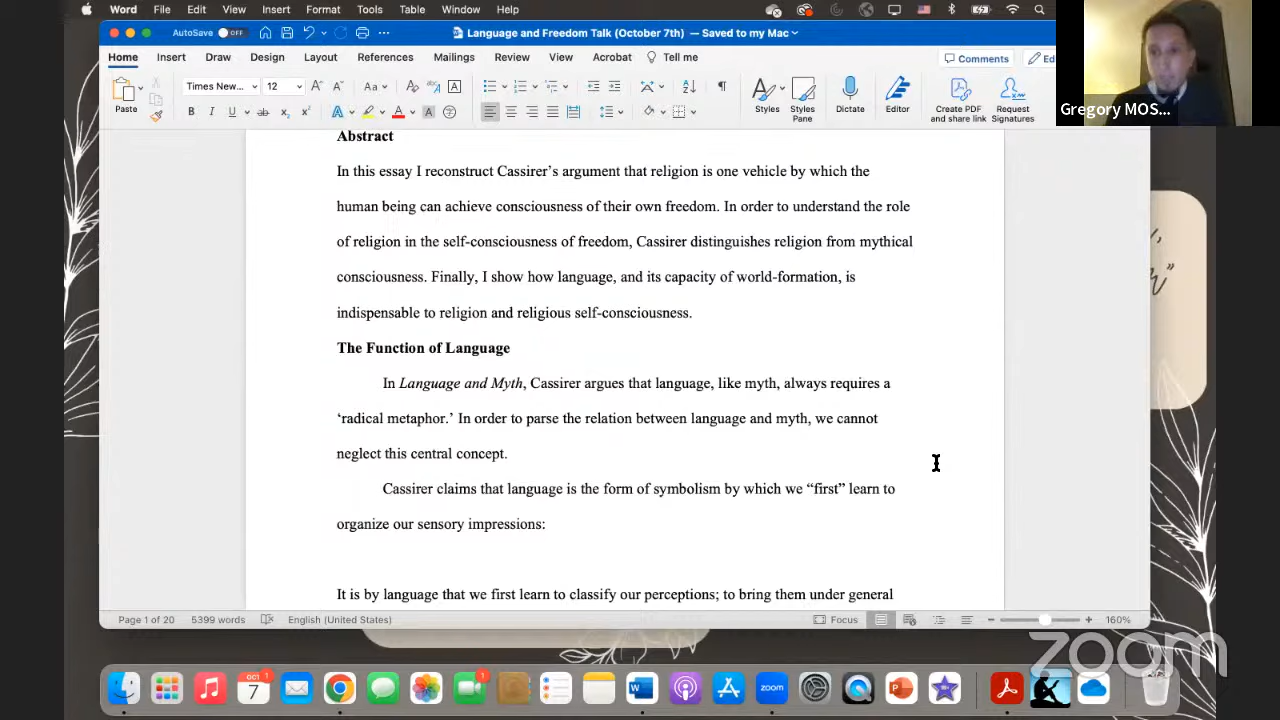 Word File Edit View Insert Format Tools Table Window Help
AutoSave OFF Language and Freedom Talk (October 7th) — Saved to my Mac
Home Insert Draw Design Layout References Mailings Review View Acrobat Tell me Comments
Times New... 12 Aa
Paste Styles Styles Pane Dictate Editor Create PDF and share link Request Signatures
Gregory MOS...
Abstract
In this essay I reconstruct Cassirer’s argument that religion is one vehicle by which the
human being can achieve consciousness of their own freedom. In order to understand the role
of religion in the self-consciousness of freedom, Cassirer distinguishes religion from mythical
consciousness. Finally, I show how language, and its capacity of world-formation, is
indispensable to religion and religious self-consciousness.
The Function of Language
In Language and Myth, Cassirer argues that language, like myth, always requires a
‘radical metaphor.’ In order to parse the relation between language and myth, we cannot
neglect this central concept.
Cassirer claims that language is the form of symbolism by which we “first” learn to
organize our sensory impressions:
It is by language that we first learn to classify our perceptions; to bring them under general
Page 1 of 20 5399 words English (United States) Focus 160%
zoom
OCT 7 zoom